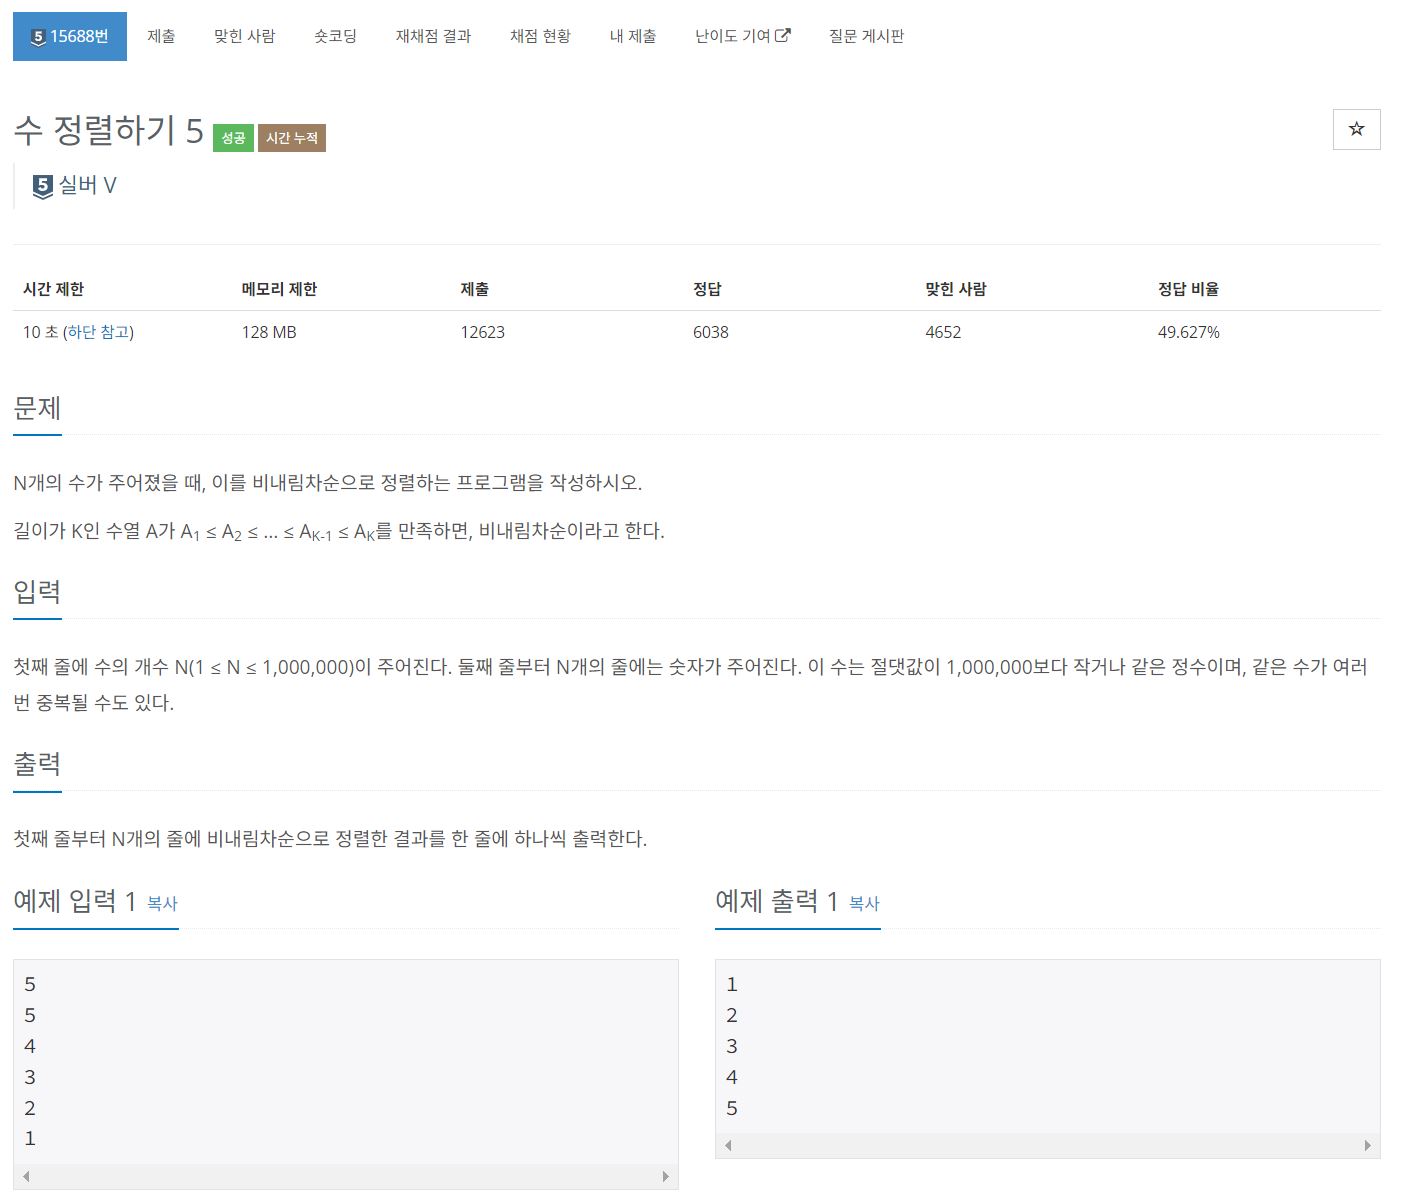 5 15688번 제출 맞힌 사람 숏코딩 재채점 결과 채점 현황 내 제출 난이도 기여 질문 게시판
수 정렬하기 5 성공 시간 누적
5 실버 V
시간 제한 메모리 제한 제출 정답 맞힌 사람 정답 비율
10 초 (하단 참고) 128 MB 12623 6038 4652 49.627%
문제
N개의 수가 주어졌을 때, 이를 비내림차순으로 정렬하는 프로그램을 작성하시오.
길이가 K인 수열 A가 A1 ≤ A2 ≤ ... ≤ AK-1 ≤ AK를 만족하면, 비내림차순이라고 한다.
입력
첫째 줄에 수의 개수 N(1 ≤ N ≤ 1,000,000)이 주어진다. 둘째 줄부터 N개의 줄에는 숫자가 주어진다. 이 수는 절댓값이 1,000,000보다 작거나 같은 정수이며, 같은 수가 여러
번 중복될 수도 있다.
출력
첫째 줄부터 N개의 줄에 비내림차순으로 정렬한 결과를 한 줄에 하나씩 출력한다.
예제 입력 1 복사
5
5
4
3
2
1
예제 출력 1 복사
1
2
3
4
5